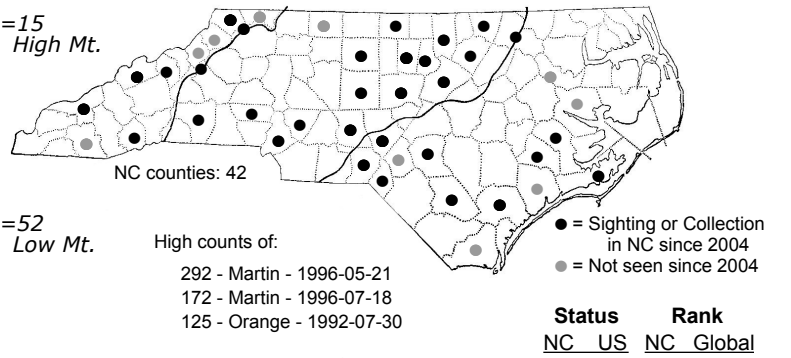 =15
High Mt.
NC counties: 42
=52
Low Mt.
High counts of:
292 - Martin - 1996-05-21
172 - Martin - 1996-07-18
125 - Orange - 1992-07-30
= Sighting or Collection
in NC since 2004
= Not seen since 2004
Status Rank
NC US NC Global